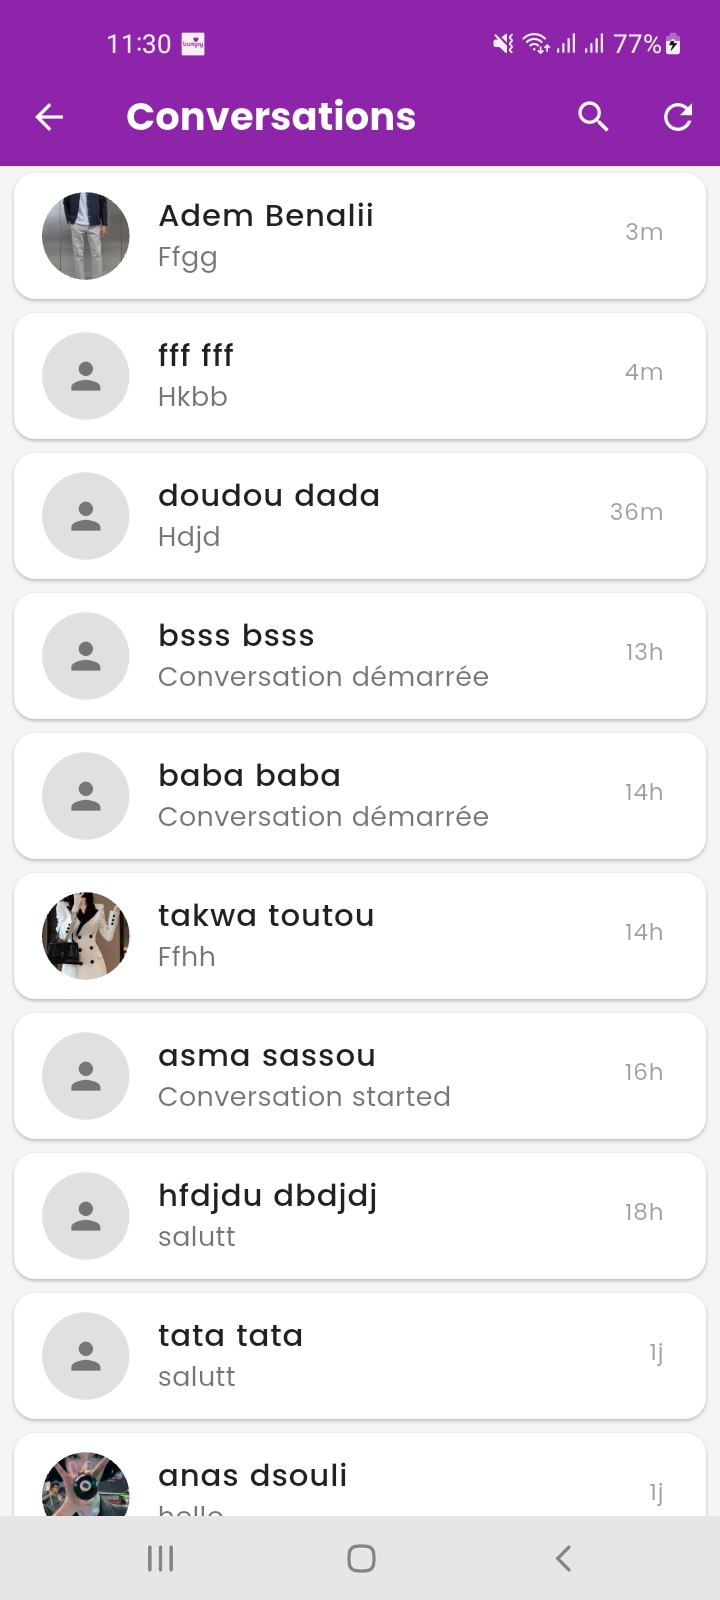 11:30 bumpy 77%
Conversations
Adem Benalii
3m
Ffgg
fff fff
4m
Hkbb
doudou dada
36m
Hdjd
bsss bsss
13h
Conversation démarrée
baba baba
14h
Conversation démarrée
takwa toutou
14h
Ffhh
asma sassou
16h
Conversation started
hfdjdu dbdjdj
18h
salutt
tata tata
1j
salutt
anas dsouli
1j
hello